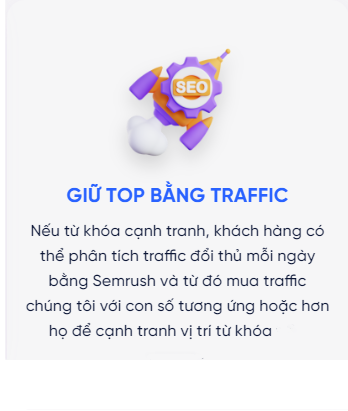 SEO
GIỮ TOP BẰNG TRAFFIC
Nếu từ khóa cạnh tranh, khách hàng có
thể phân tích traffic đổi thủ mỗi ngày
bằng Semrush và từ đó mua traffic
chúng tôi với con số tương ứng hoặc hơn
họ để cạnh tranh vị trí từ khóa